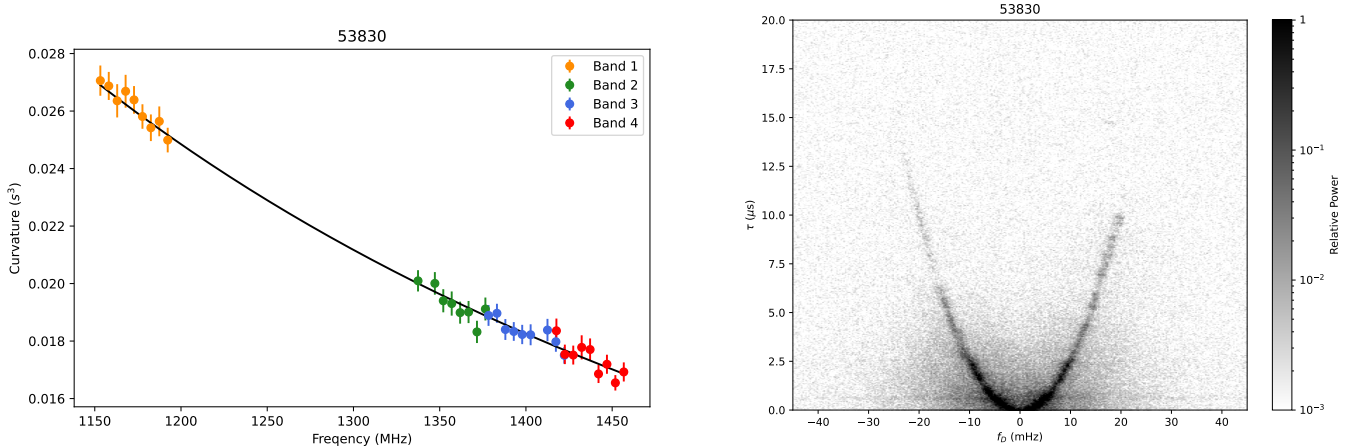 53830
0.028
0.026
0.024
0.022
0.020
0.018
0.016
Curvature (s³)
1150 1200 1250 1300 1350 1400 1450
Freqency (MHz)
Band 1
Band 2
Band 3
Band 4
53830
20.0
17.5
15.0
12.5
10.0
7.5
5.0
2.5
0.0
τ (μs)
−40 −30 −20 −10 0 10 20 30 40
f_D (mHz)
1
10⁻¹
10⁻²
10⁻³
Relative Power